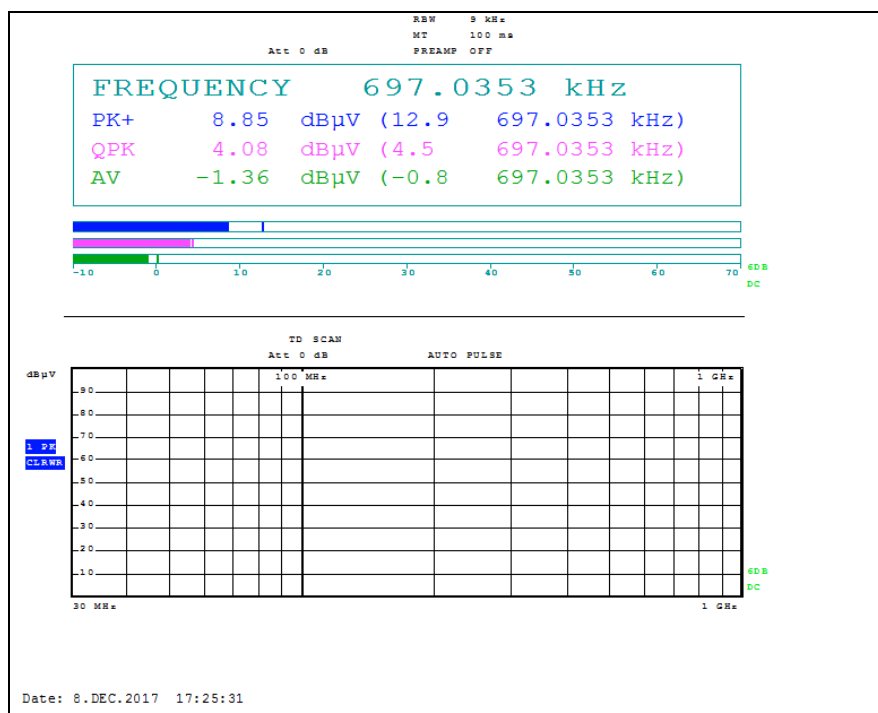 RBW 9 kHz
MT 100 ms
Att 0 dB PREAMP OFF
FREQUENCY 697.0353 kHz
PK+ 8.85 dBµV (12.9 697.0353 kHz)
QPK 4.08 dBµV (4.5 697.0353 kHz)
AV -1.36 dBµV (-0.8 697.0353 kHz)
-10 0 10 20 30 40 50 60 70
6DB
DC
TD SCAN
Att 0 dB AUTO PULSE
dBµV
100 MHz 1 GHz
90
80
70
1 PK
CLRWR
60
50
40
30
20
10
6DB
DC
30 MHz 1 GHz
Date: 8.DEC.2017 17:25:31